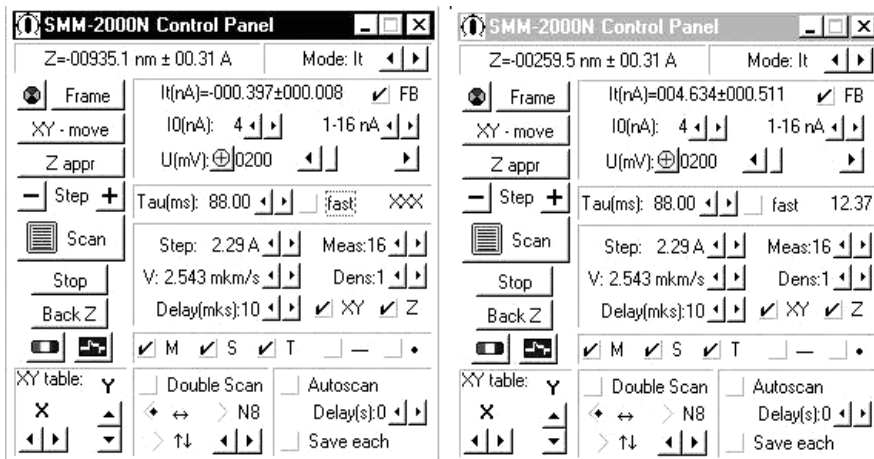 SMM-2000N Control Panel
Z=-00935.1 nm ± 00.31 A Mode: It
Frame It(nA)=-000.397±000.008 FB
XY - move I0(nA): 4 1-16 nA
Z appr U(mV): 0200
− Step + Tau(ms): 88.00 fast XXX
Scan Step: 2.29 A Meas:16
Stop V: 2.543 mkm/s Dens:1
Back Z Delay(mks):10 XY Z
M S T — •
XY table: Y Double Scan Autoscan
X ↔ N8 Delay(s):0
↑↓ Save each
SMM-2000N Control Panel
Z=-00259.5 nm ± 00.31 A Mode: It
Frame It(nA)=004.634±000.511 FB
XY - move I0(nA): 4 1-16 nA
Z appr U(mV): 0200
− Step + Tau(ms): 88.00 fast 12.37
Scan Step: 2.29 A Meas:16
Stop V: 2.543 mkm/s Dens:1
Back Z Delay(mks):10 XY Z
M S T — •
XY table: Y Double Scan Autoscan
X ↔ N8 Delay(s):0
↑↓ Save each